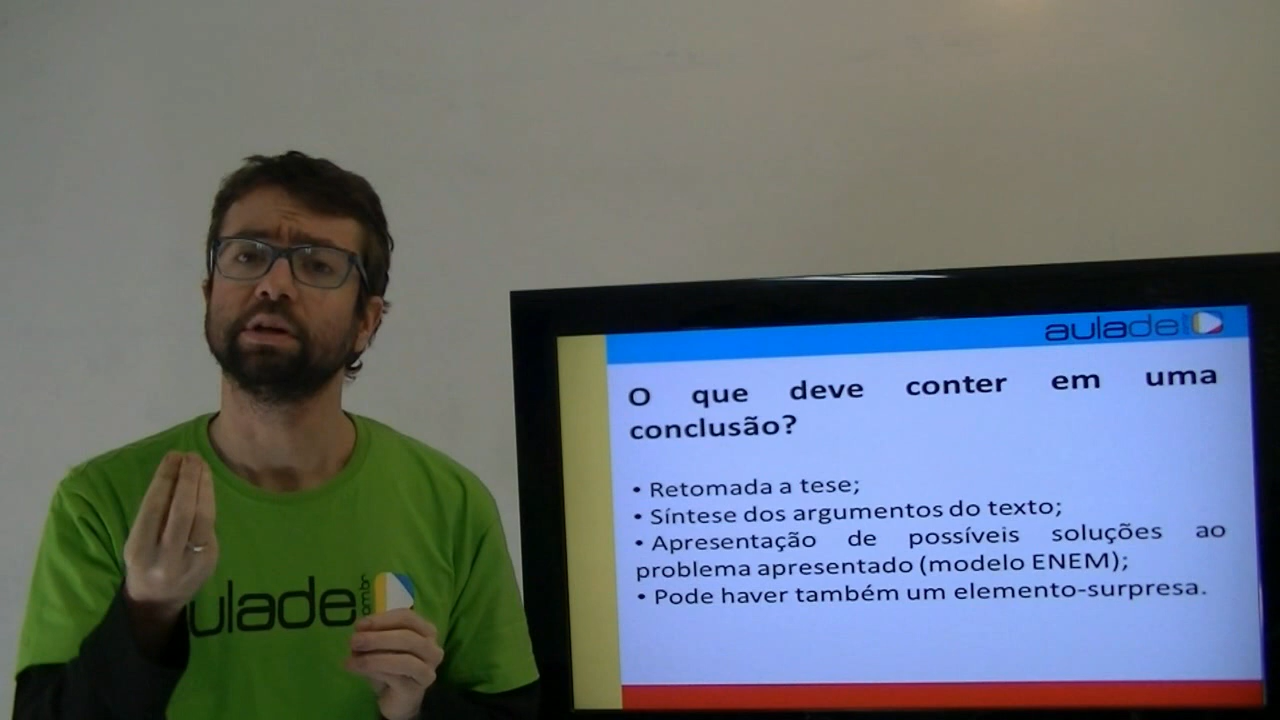 aulade
O que deve conter em uma
conclusão?
• Retomada a tese;
• Síntese dos argumentos do texto;
• Apresentação de possíveis soluções ao
problema apresentado (modelo ENEM);
• Pode haver também um elemento-surpresa.
ulade